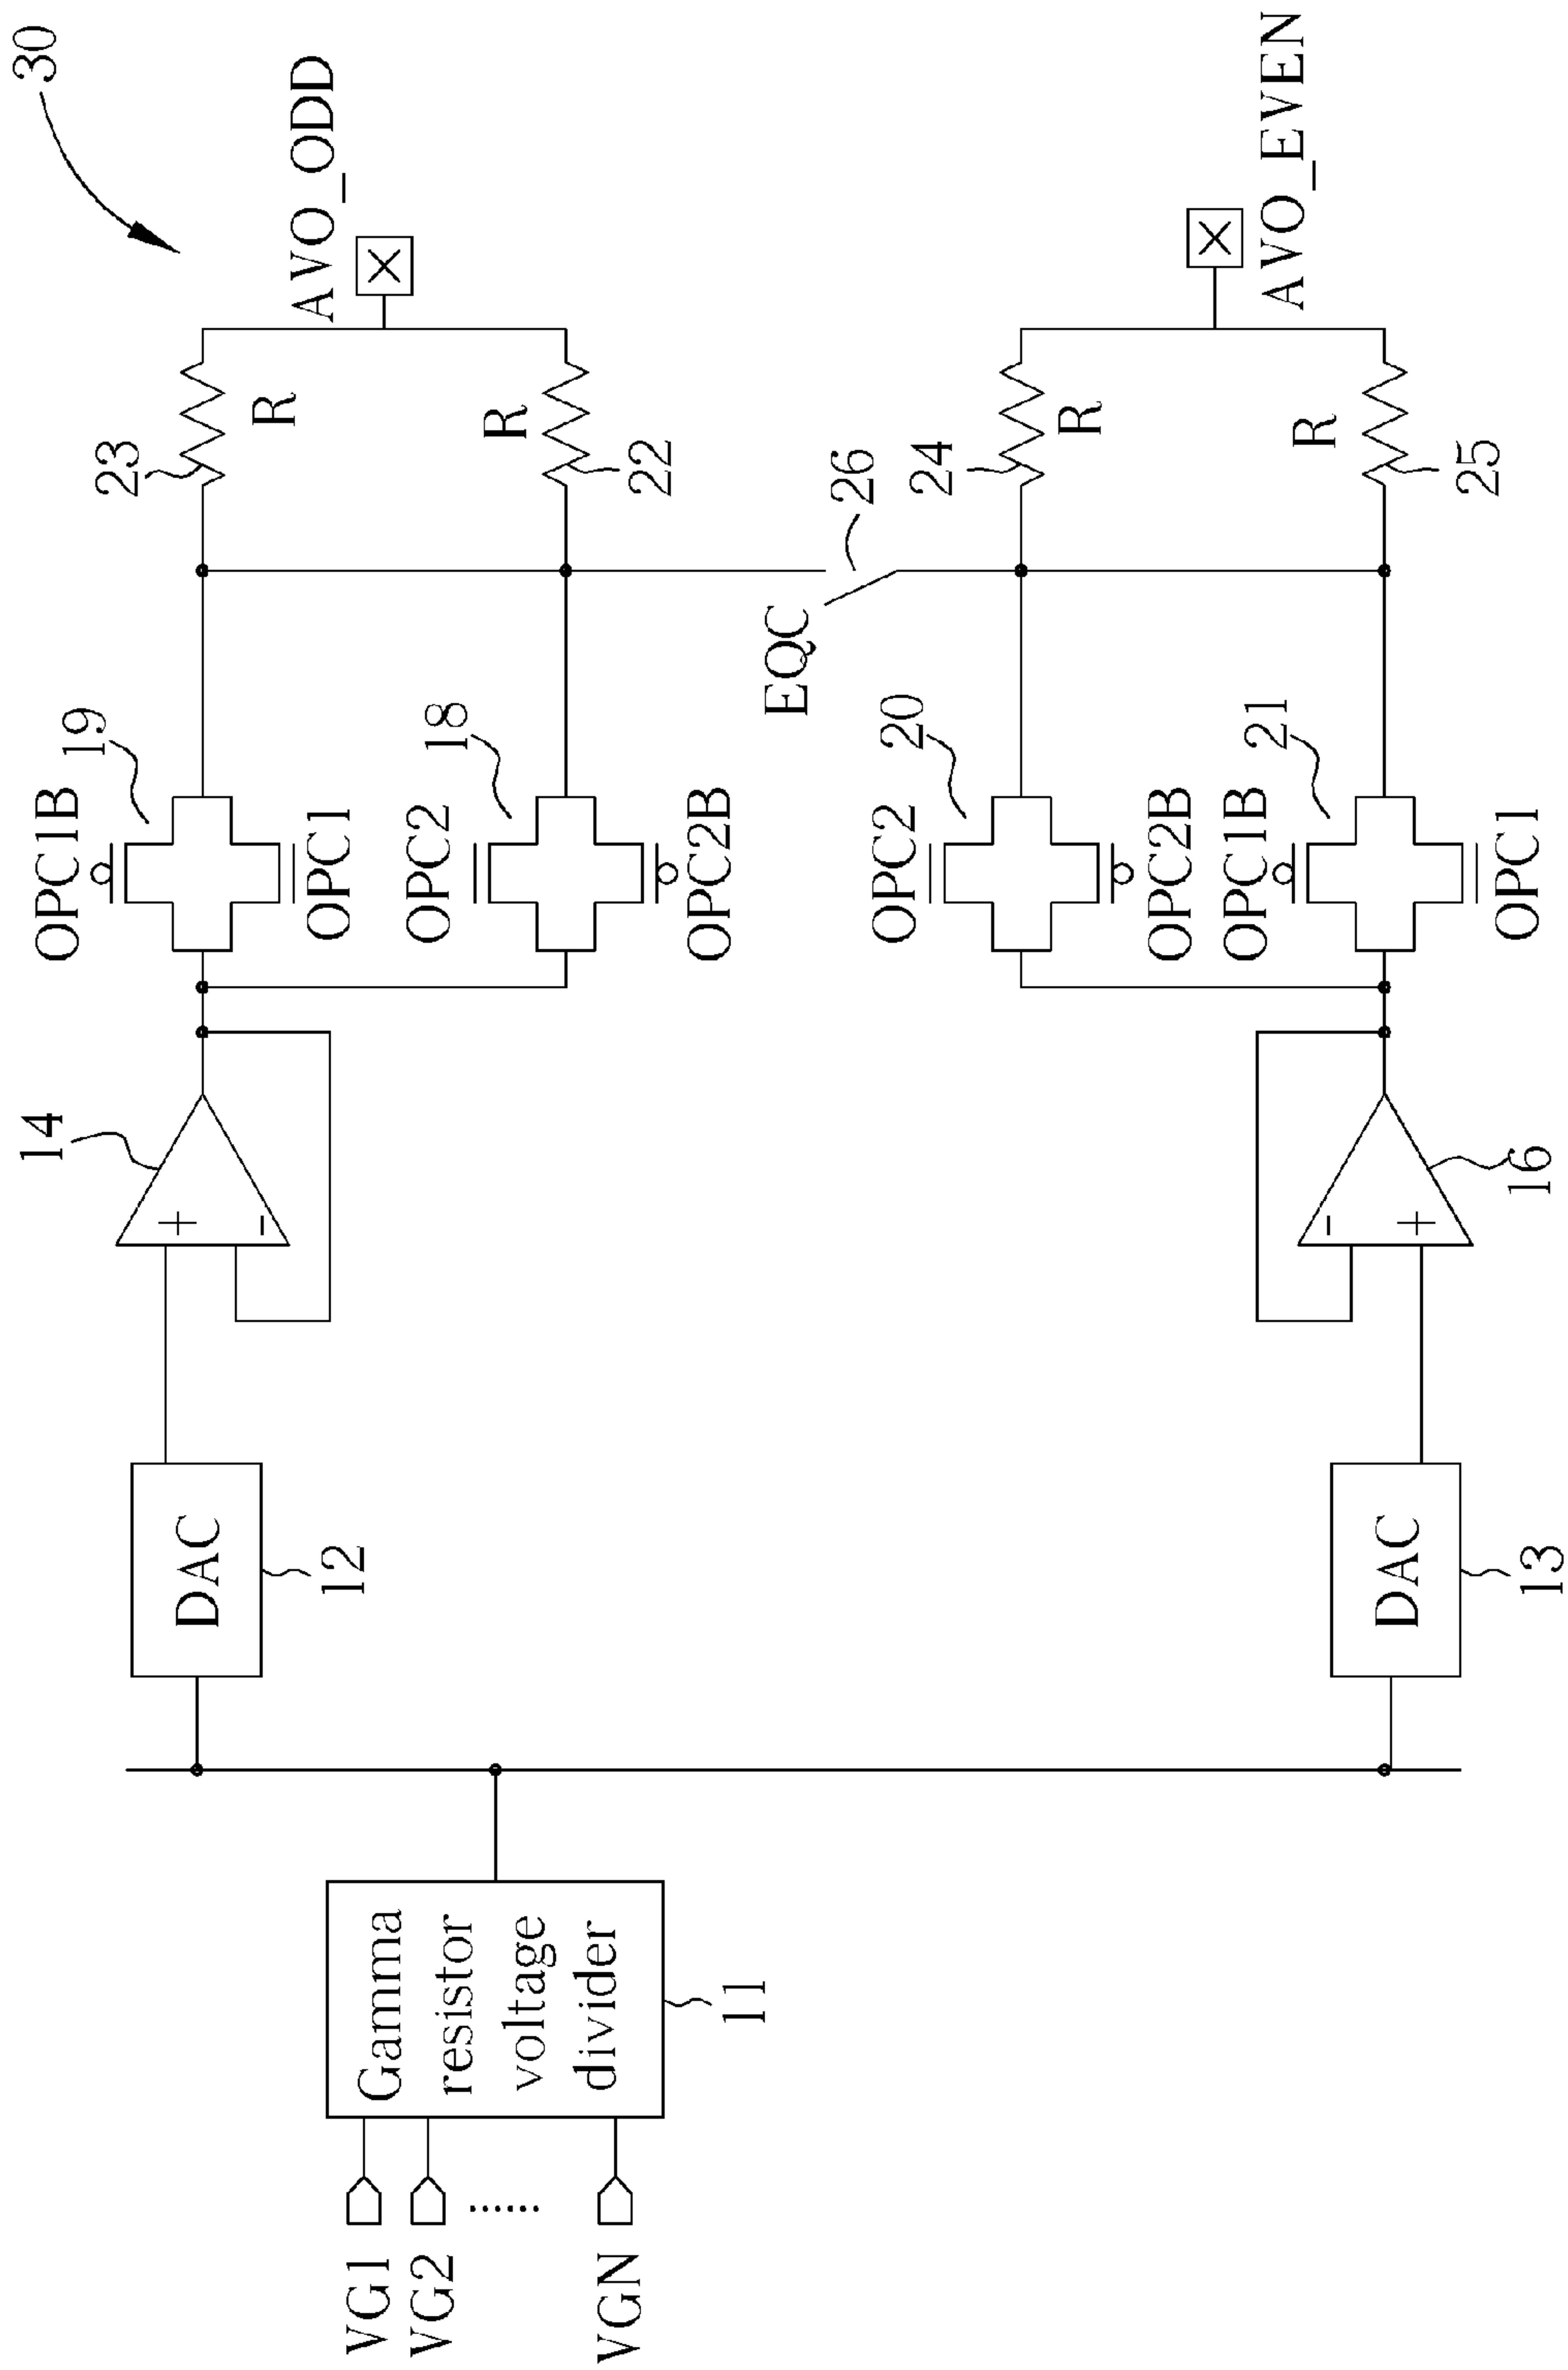 30
VG1
VG2
......
VGN
Gamma
resistor
voltage
divider
11
DAC
12
DAC
13
14
+
-
16
-
+
OPC1B
19
OPC1
OPC2
18
OPC2B
OPC2
20
OPC2B
OPC1B
21
OPC1
EQC
26
23
R
R
22
24
R
R
25
AVO_ODD
AVO_EVEN